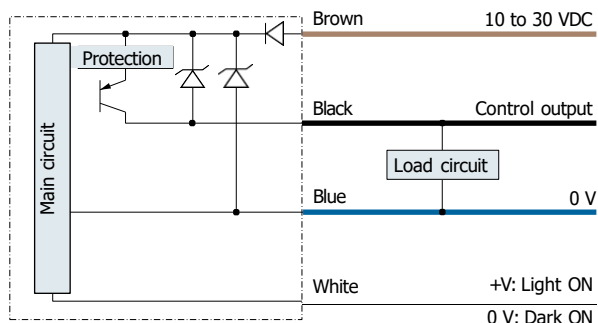 Brown 10 to 30 VDC
Protection
Black Control output
Main circuit
Load circuit
Blue 0 V
White +V: Light ON
0 V: Dark ON